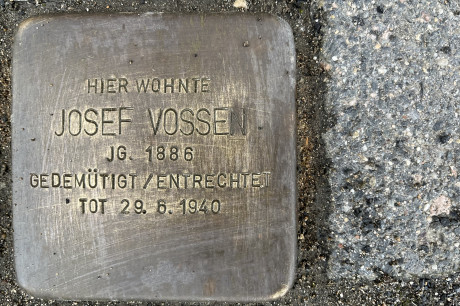 HIER WOHNTE
JOSEF VOSSEN
JG. 1886
GEDEMÜTIGT/ENTRECHTET
TOT 29. 6. 1940